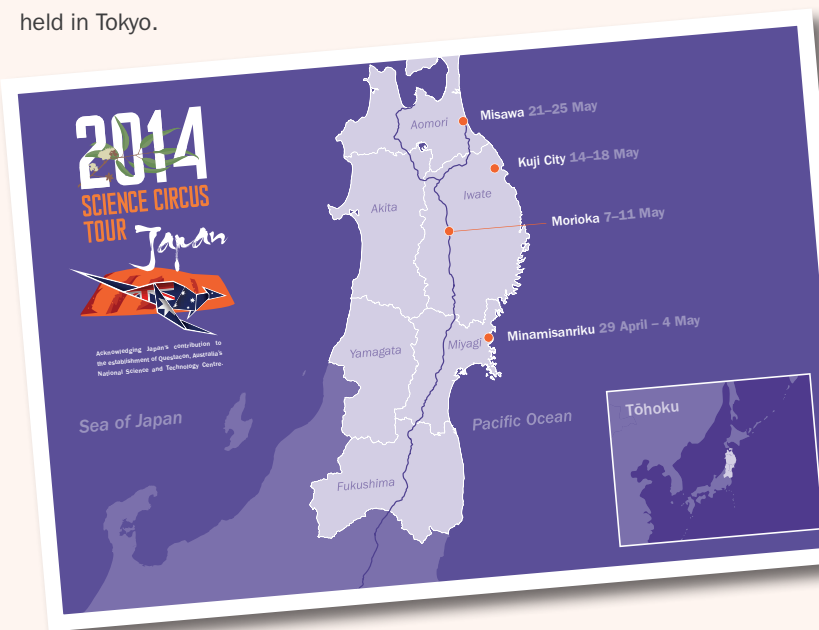 held in Tokyo.
2014
SCIENCE CIRCUS
TOUR Japan
Acknowledging Japan's contribution to
the establishment of Questacon, Australia's
National Science and Technology Centre.
Aomori
Misawa 21–25 May
Kuji City 14–18 May
Iwate
Akita
Morioka 7–11 May
Minamisanriku 29 April – 4 May
Miyagi
Yamagata
Sea of Japan
Pacific Ocean
Tōhoku
Fukushima